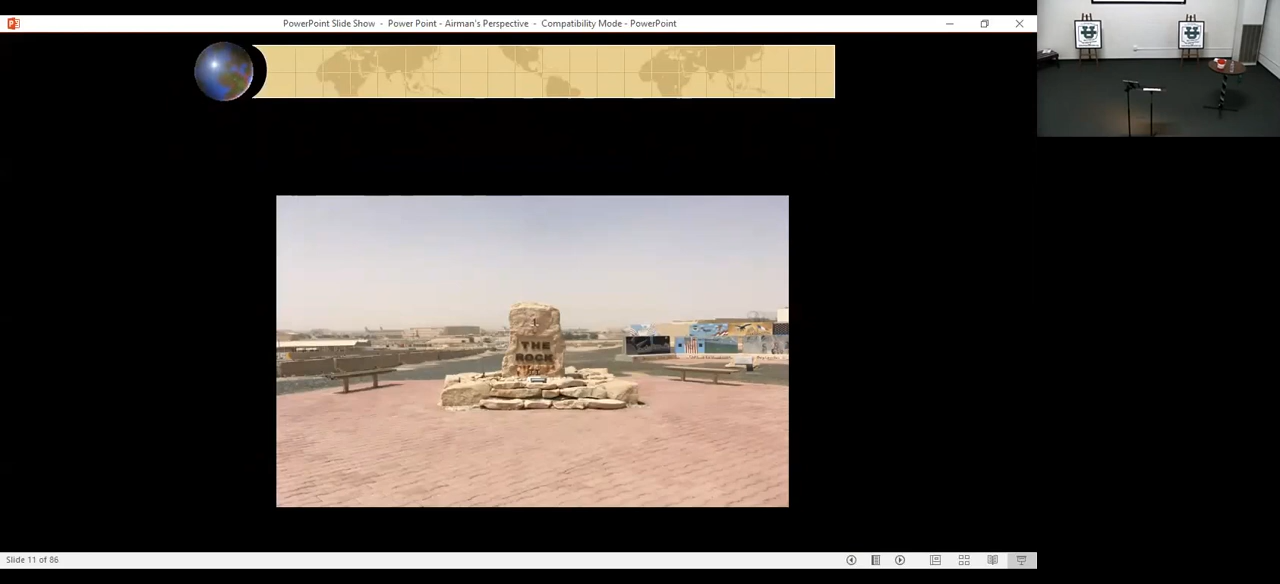 PowerPoint Slide Show - Power Point - Airman's Perspective - Compatibility Mode - PowerPoint
THE
ROCK
Slide 11 of 86